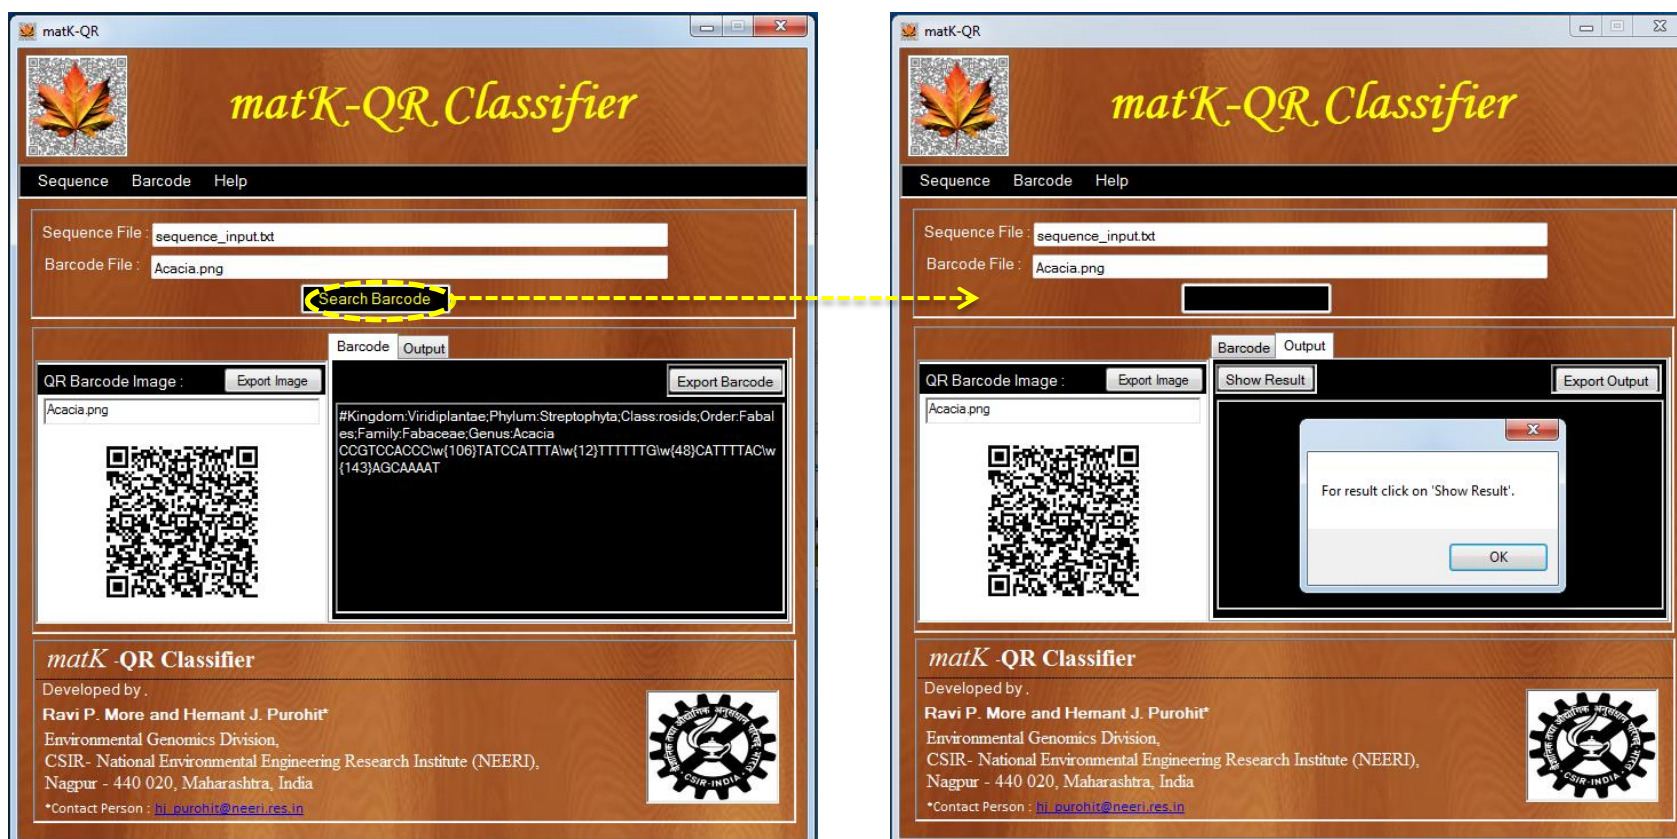 matK-QR
matK-QR Classifier
Sequence Barcode Help
Sequence File : sequence_input.txt
Barcode File : Acacia.png
Search Barcode
Barcode Output
QR Barcode Image : Export Image
Export Barcode
Acacia.png
#Kingdom:Viridiplantae;Phylum:Streptophyta;Class:rosids;Order:Fabal
es;Family:Fabaceae;Genus:Acacia
CCGTCCACCC\w{106}TATCCATTTA\w{12}TTTTTTG\w{48}CATTTTAC\w
{143}AGCAAAAT
matK -QR Classifier
Developed by ,
Ravi P. More and Hemant J. Purohit*
Environmental Genomics Division,
CSIR- National Environmental Engineering Research Institute (NEERI),
Nagpur - 440 020, Maharashtra, India
*Contact Person : hj_purohit@neeri.res.in
CSIR-INDIA
matK-QR
matK-QR Classifier
Sequence Barcode Help
Sequence File : sequence_input.txt
Barcode File : Acacia.png
Barcode Output
QR Barcode Image : Export Image
Show Result Export Output
Acacia.png
For result click on 'Show Result'.
OK
matK -QR Classifier
Developed by ,
Ravi P. More and Hemant J. Purohit*
Environmental Genomics Division,
CSIR- National Environmental Engineering Research Institute (NEERI),
Nagpur - 440 020, Maharashtra, India
*Contact Person : hj_purohit@neeri.res.in
CSIR-INDIA